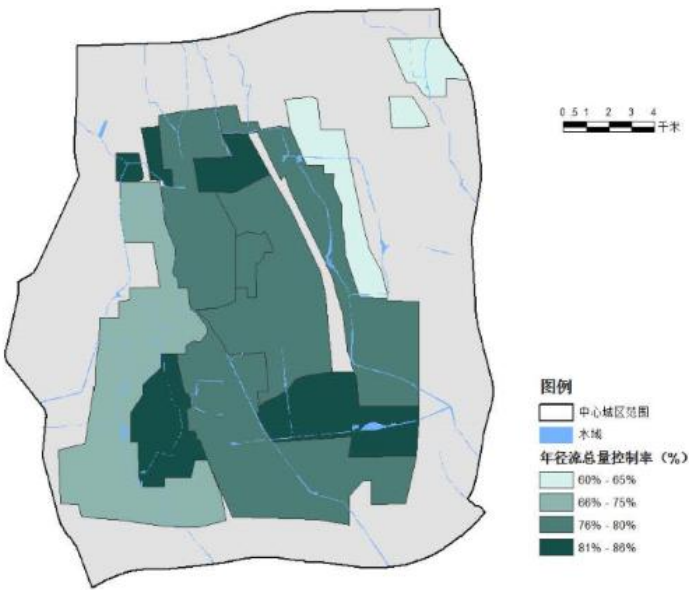 0 .5 1 2 3 4
千米
图例
中心城区范围
水域
年径流总量控制率（%）
60% - 65%
66% - 75%
76% - 80%
81% - 86%